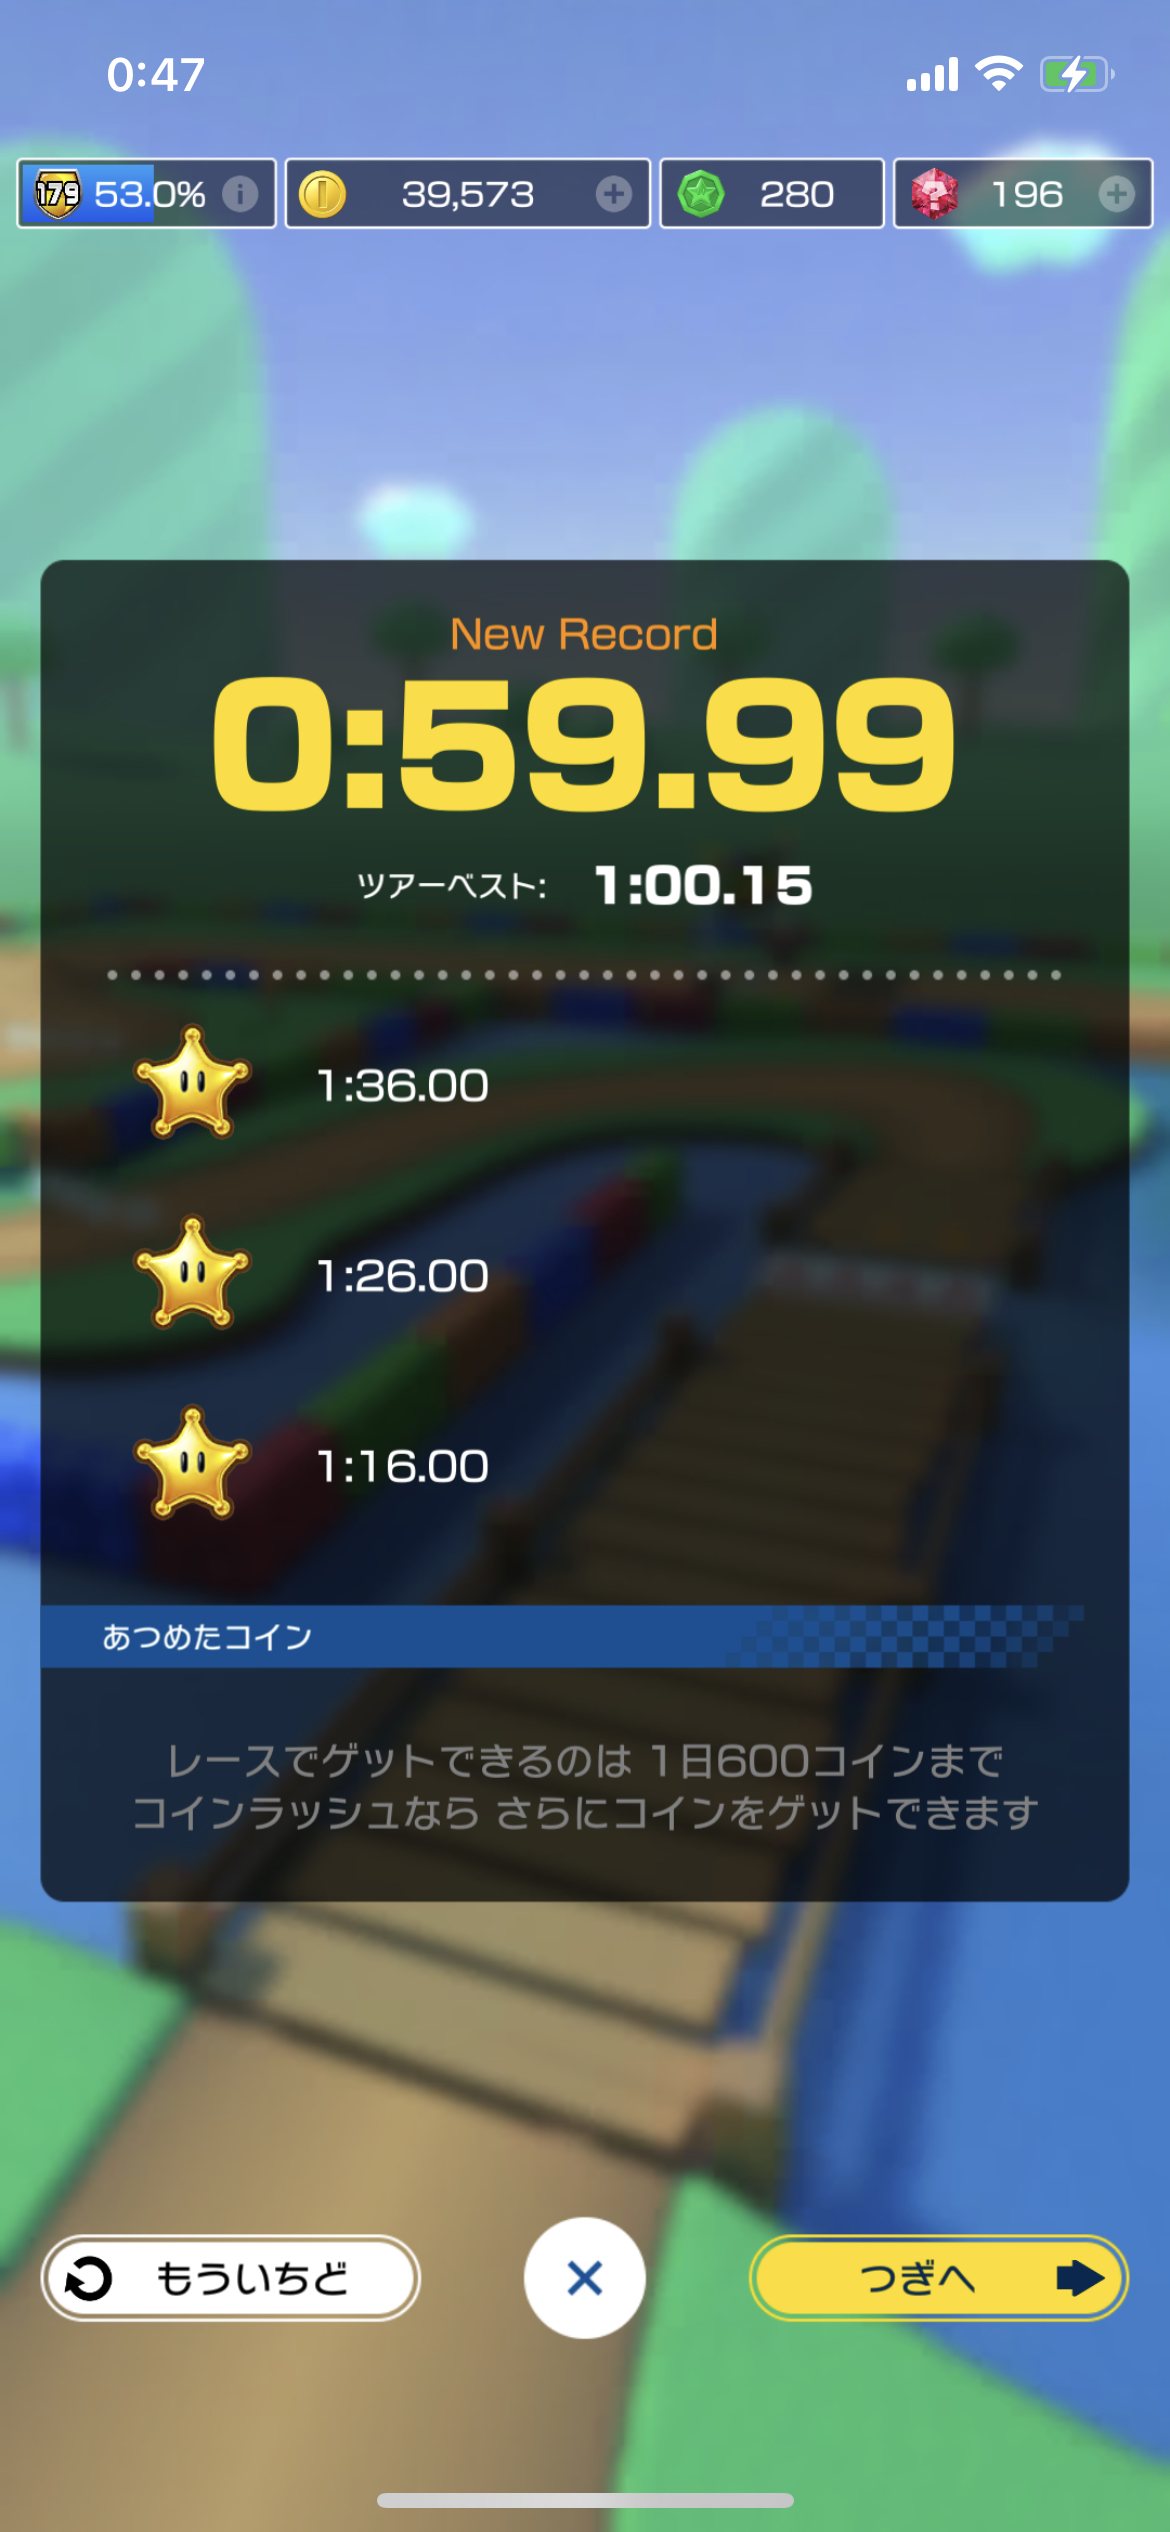 0:47
179 53.0% 39,573 280 196
New Record
0:59.99
ツアーベスト: 1:00.15
1:36.00
1:26.00
1:16.00
あつめたコイン
レースでゲットできるのは 1日600コインまで
コインラッシュなら さらにコインをゲットできます
もういちど
つぎへ